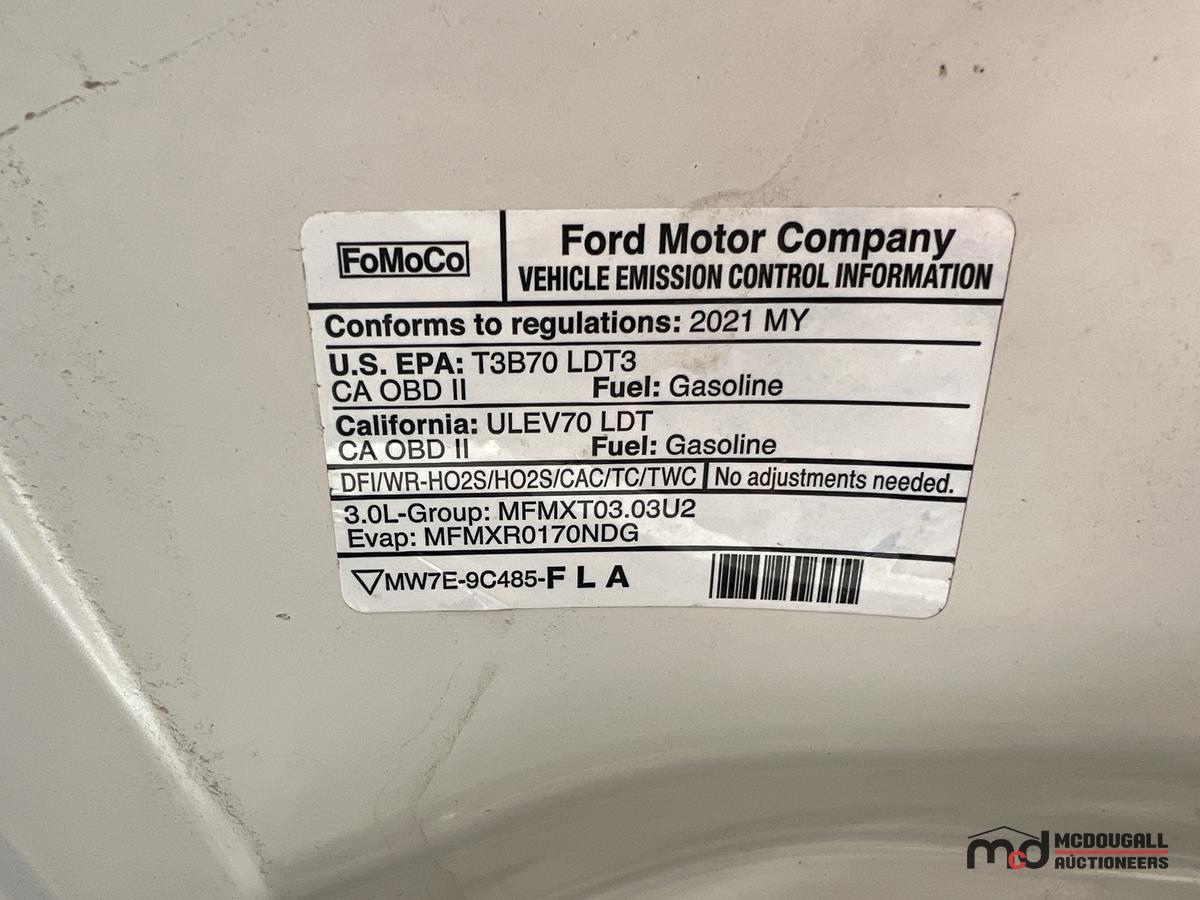 FoMoCo
Ford Motor Company
VEHICLE EMISSION CONTROL INFORMATION
Conforms to regulations: 2021 MY
U.S. EPA: T3B70 LDT3
CA OBD II Fuel: Gasoline
California: ULEV70 LDT
CA OBD II Fuel: Gasoline
DFI/WR-HO2S/HO2S/CAC/TC/TWC No adjustments needed.
3.0L-Group: MFMXT03.03U2
Evap: MFMXR0170NDG
MW7E-9C485-F L A
mcd MCDOUGALL
AUCTIONEERS